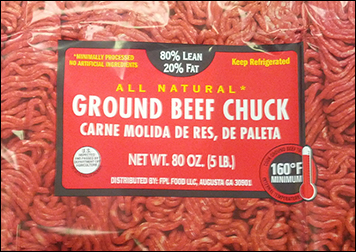 *MINIMALLY PROCESSED
NO ARTIFICIAL INGREDIENTS
80% LEAN
20% FAT
Keep Refrigerated
ALL NATURAL*
GROUND BEEF CHUCK
CARNE MOLIDA DE RES, DE PALETA
NET WT. 80 OZ. (5 LB.)
DISTRIBUTED BY: FPL FOOD LLC, AUGUSTA GA 30901
U.S.
INSPECTED
160°F
MINIMUM